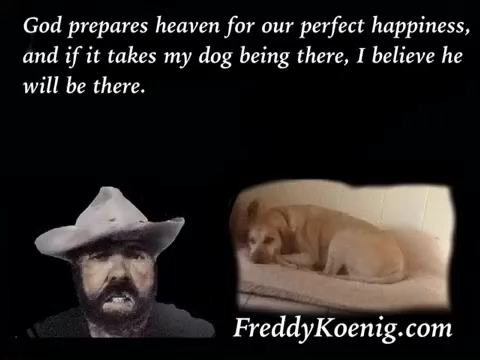 God prepares heaven for our perfect happiness,
and if it takes my dog being there, I believe he
will be there.
FreddyKoenig.com